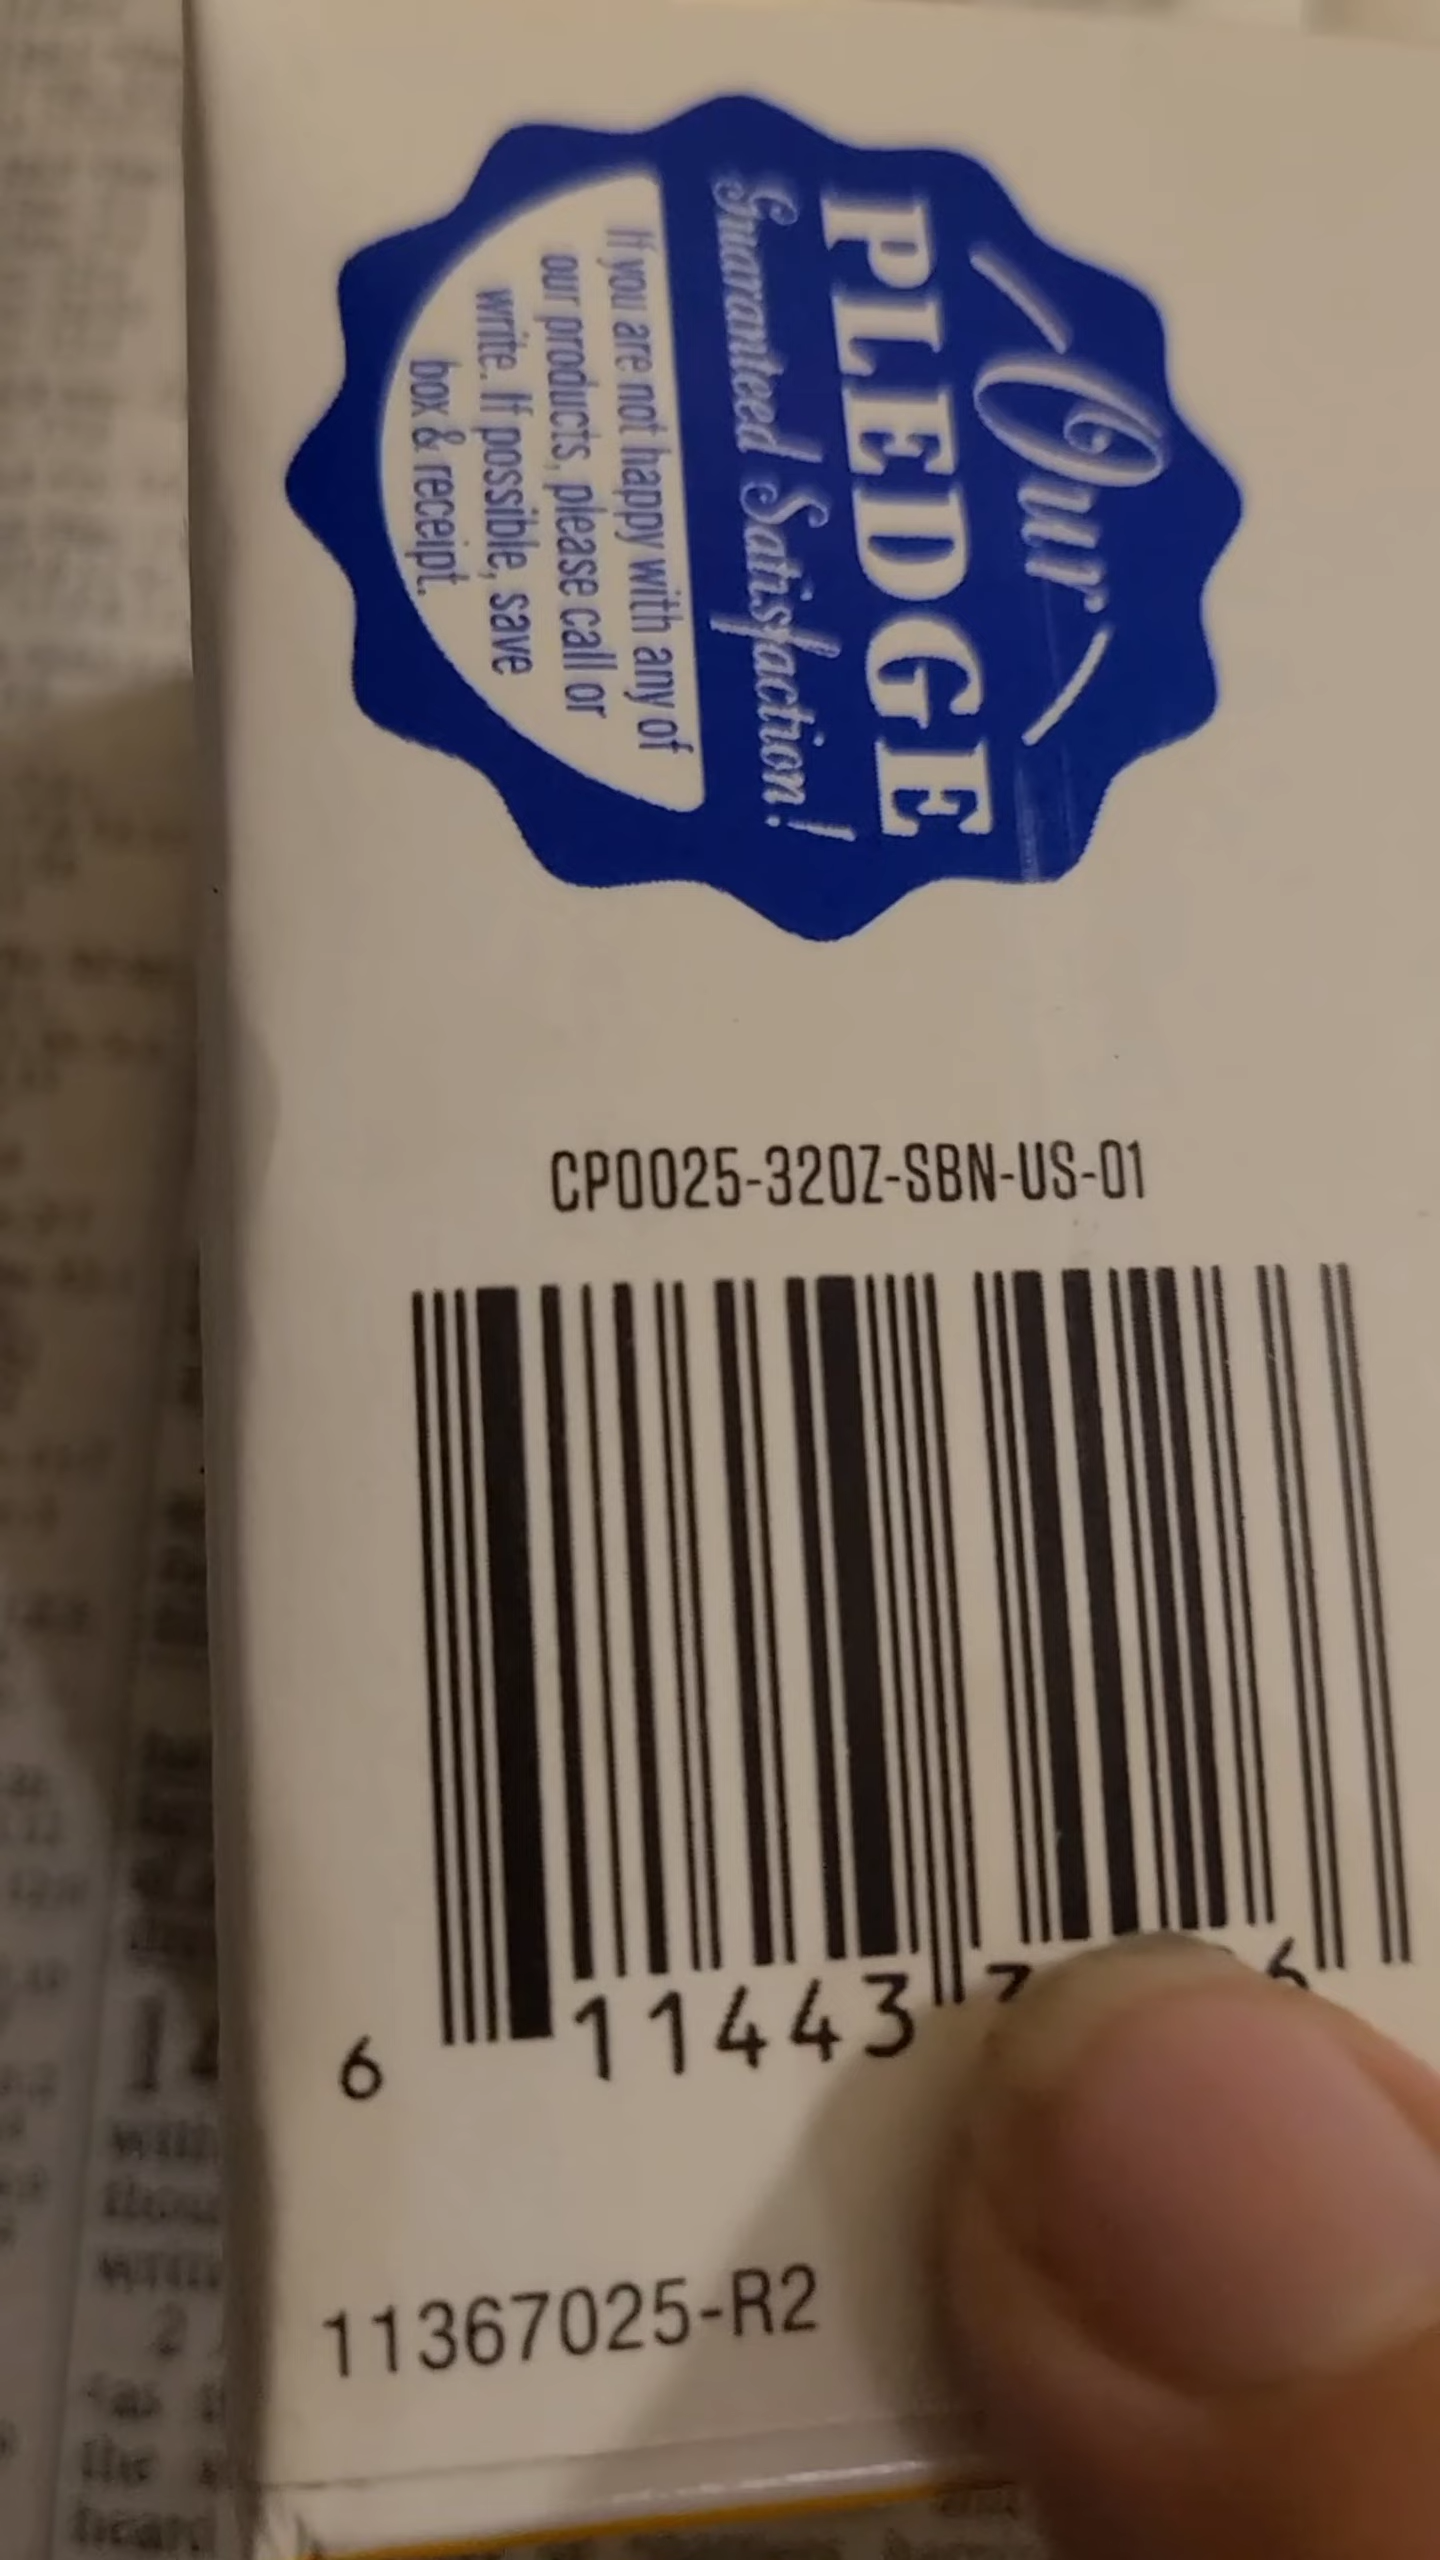 Our
PLEDGE
Guaranteed Satisfaction!
If you are not happy with any of
our products, please call or
write. If possible, save
box & receipt.
CP0025-32OZ-SBN-US-01
6 11443 6
11367025-R2